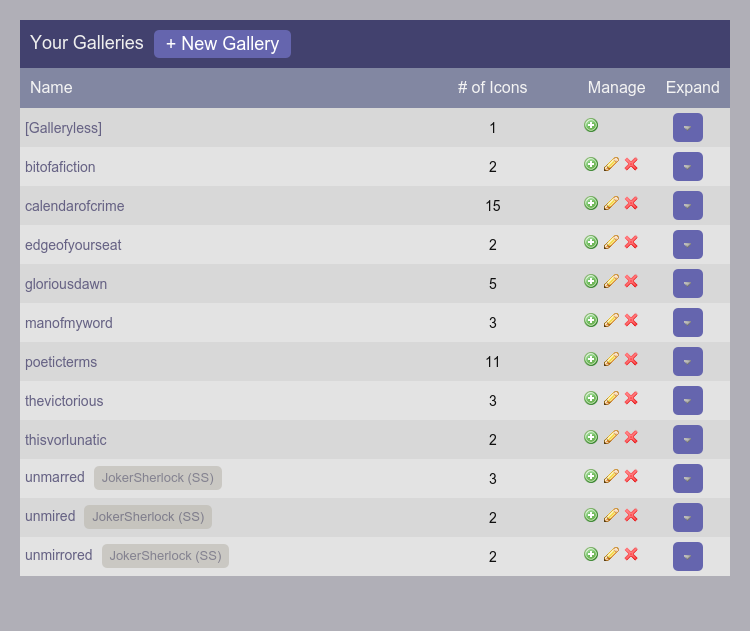 Your Galleries + New Gallery
Name # of Icons Manage Expand
[Galleryless] 1
bitofafiction 2
calendarofcrime 15
edgeofyourseat 2
gloriousdawn 5
manofmyword 3
poeticterms 11
thevictorious 3
thisvorlunatic 2
unmarred JokerSherlock (SS) 3
unmired JokerSherlock (SS) 2
unmirrored JokerSherlock (SS) 2